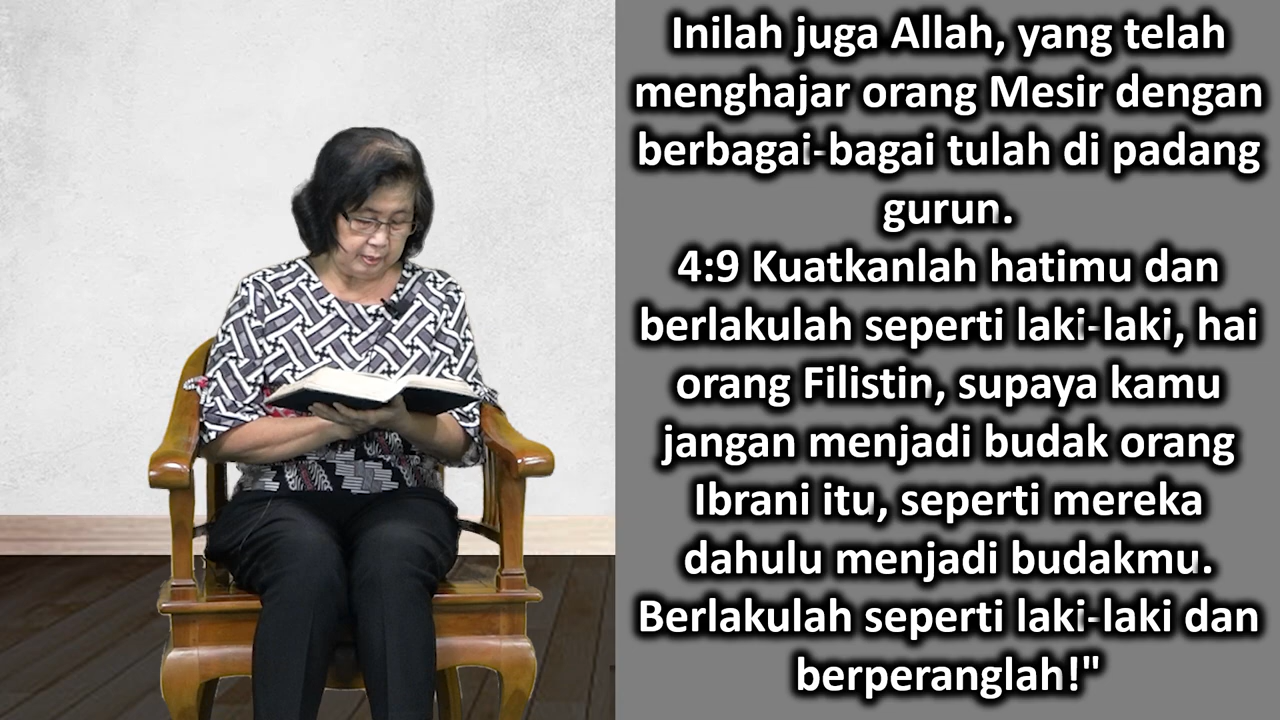 Inilah juga Allah, yang telah
menghajar orang Mesir dengan
berbagai-bagai tulah di padang
gurun.
4:9 Kuatkanlah hatimu dan
berlakulah seperti laki-laki, hai
orang Filistin, supaya kamu
jangan menjadi budak orang
Ibrani itu, seperti mereka
dahulu menjadi budakmu.
Berlakulah seperti laki-laki dan
berperanglah!"